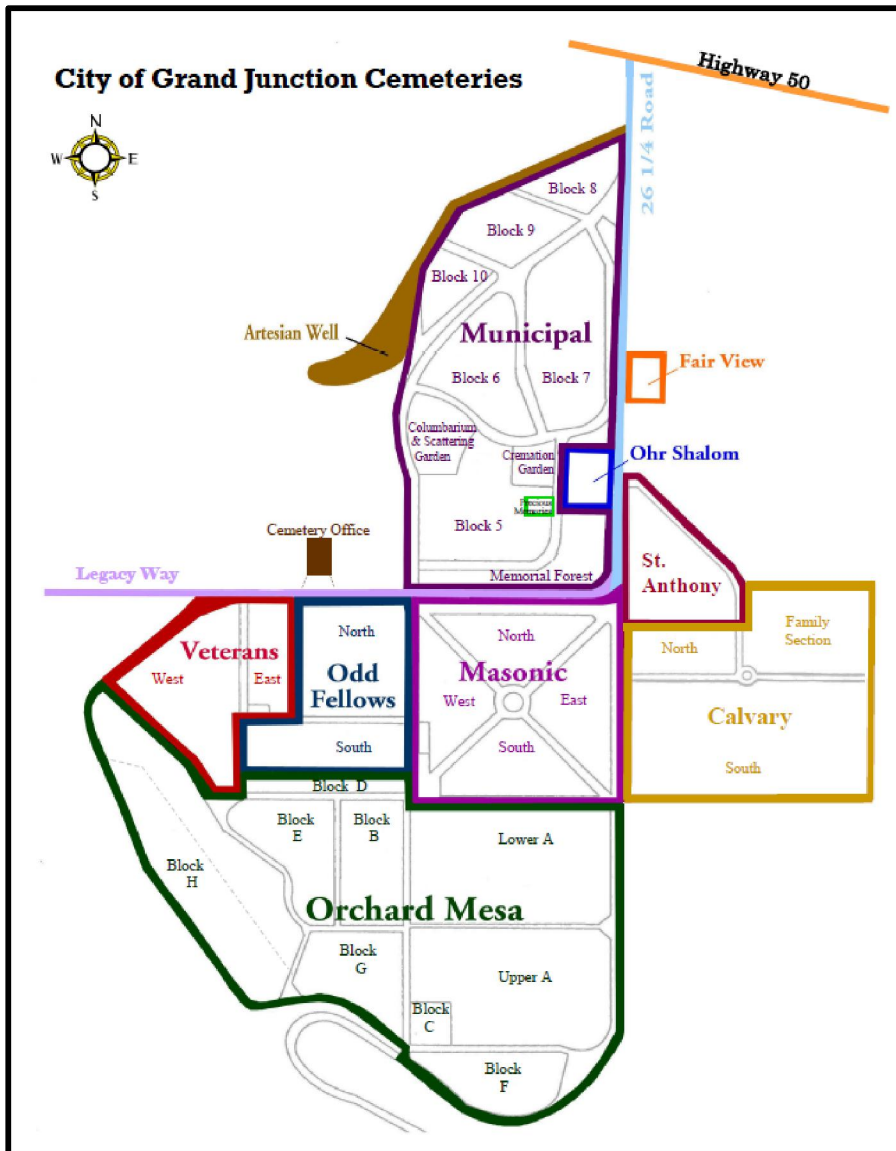 City of Grand Junction Cemeteries
Highway 50
N
W
E
S
26 1/4 Road
Block 8
Block 9
Block 10
Artesian Well
Municipal
Fair View
Block 6
Block 7
Columbarium
& Scattering
Garden
Cremation
Garden
Ohr Shalom
Precious
Memories
Block 5
Cemetery Office
Memorial Forest
St.
Anthony
Legacy Way
Veterans
West
East
North
Odd
Fellows
South
North
Masonic
West
East
South
Family
Section
North
Calvary
South
Block D
Block
E
Block
B
Lower A
Block
H
Orchard Mesa
Block
G
Upper A
Block
C
Block
F